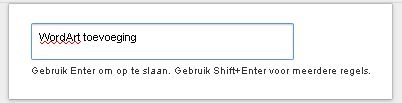 WordArt toevoeging
Gebruik Enter om op te slaan. Gebruik Shift+Enter voor meerdere regels.